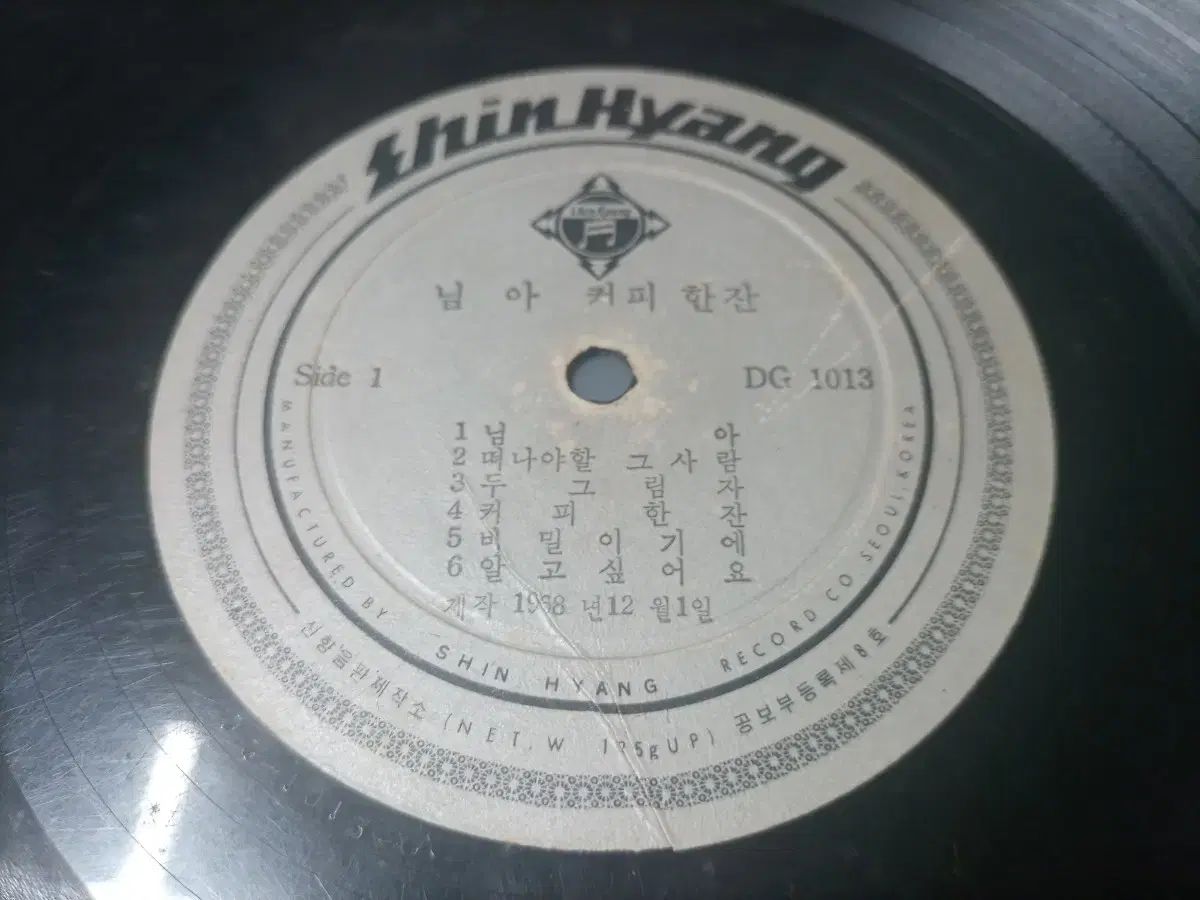 Shin Hyang
Shin Hyang
님 아 커피 한잔
Side 1
DG 1013
1 님 아
2 떠나야할 그 사 람
3 두 그 림 자
4 커 피 한 잔
5 비 밀 이 기 에
6 알 고 싶 어 요
제작 1968 년12 월1일
MANUFACTURED BY SHIN HYANG RECORD CO SEOUL, KOREA
신향음판제작소 (NET. W 125gUP) 공보부등록제8호